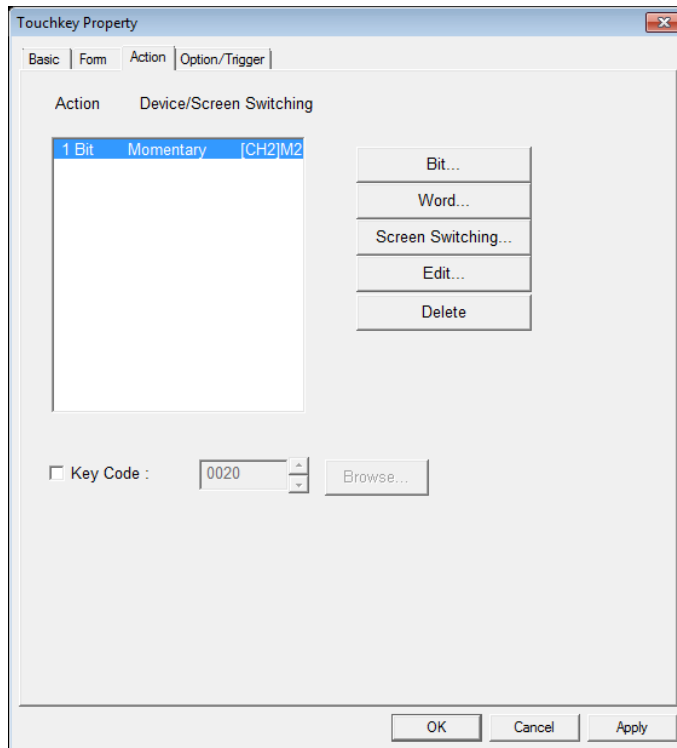 Touchkey Property
Basic Form Action Option/Trigger
Action Device/Screen Switching
1 Bit Momentary [CH2]M2
Bit...
Word...
Screen Switching...
Edit...
Delete
Key Code : 0020 Browse...
OK Cancel Apply